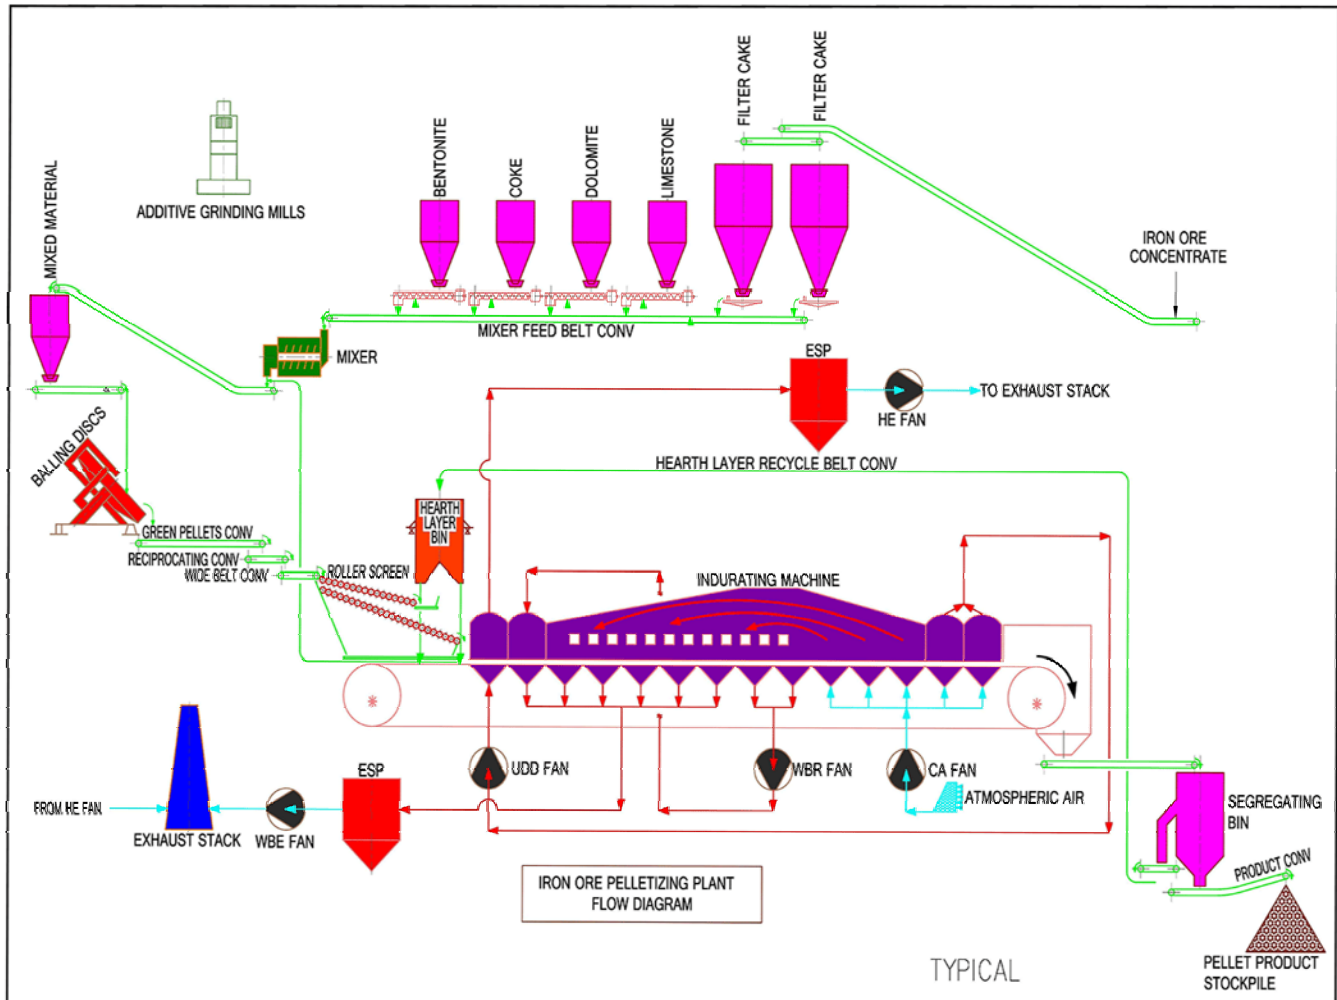 FILTER CAKE
FILTER CAKE
BENTONITE
COKE
DOLOMITE
LIMESTONE
MIXED MATERIAL
ADDITIVE GRINDING MILLS
IRON ORE
CONCENTRATE
MIXER FEED BELT CONV
MIXER
ESP
HE FAN
TO EXHAUST STACK
BALLING DISCS
HEARTH LAYER RECYCLE BELT CONV
HEARTH
LAYER
BIN
GREEN PELLETS CONV
RECIPROCATING CONV
WIDE BELT CONV
ROLLER SCREEN
INDURATING MACHINE
UDD FAN
WBR FAN
CA FAN
ATMOSPHERIC AIR
ESP
FROM HE FAN
EXHAUST STACK
WBE FAN
SEGREGATING
BIN
PRODUCT CONV
IRON ORE PELLETIZING PLANT
FLOW DIAGRAM
TYPICAL
PELLET PRODUCT
STOCKPILE